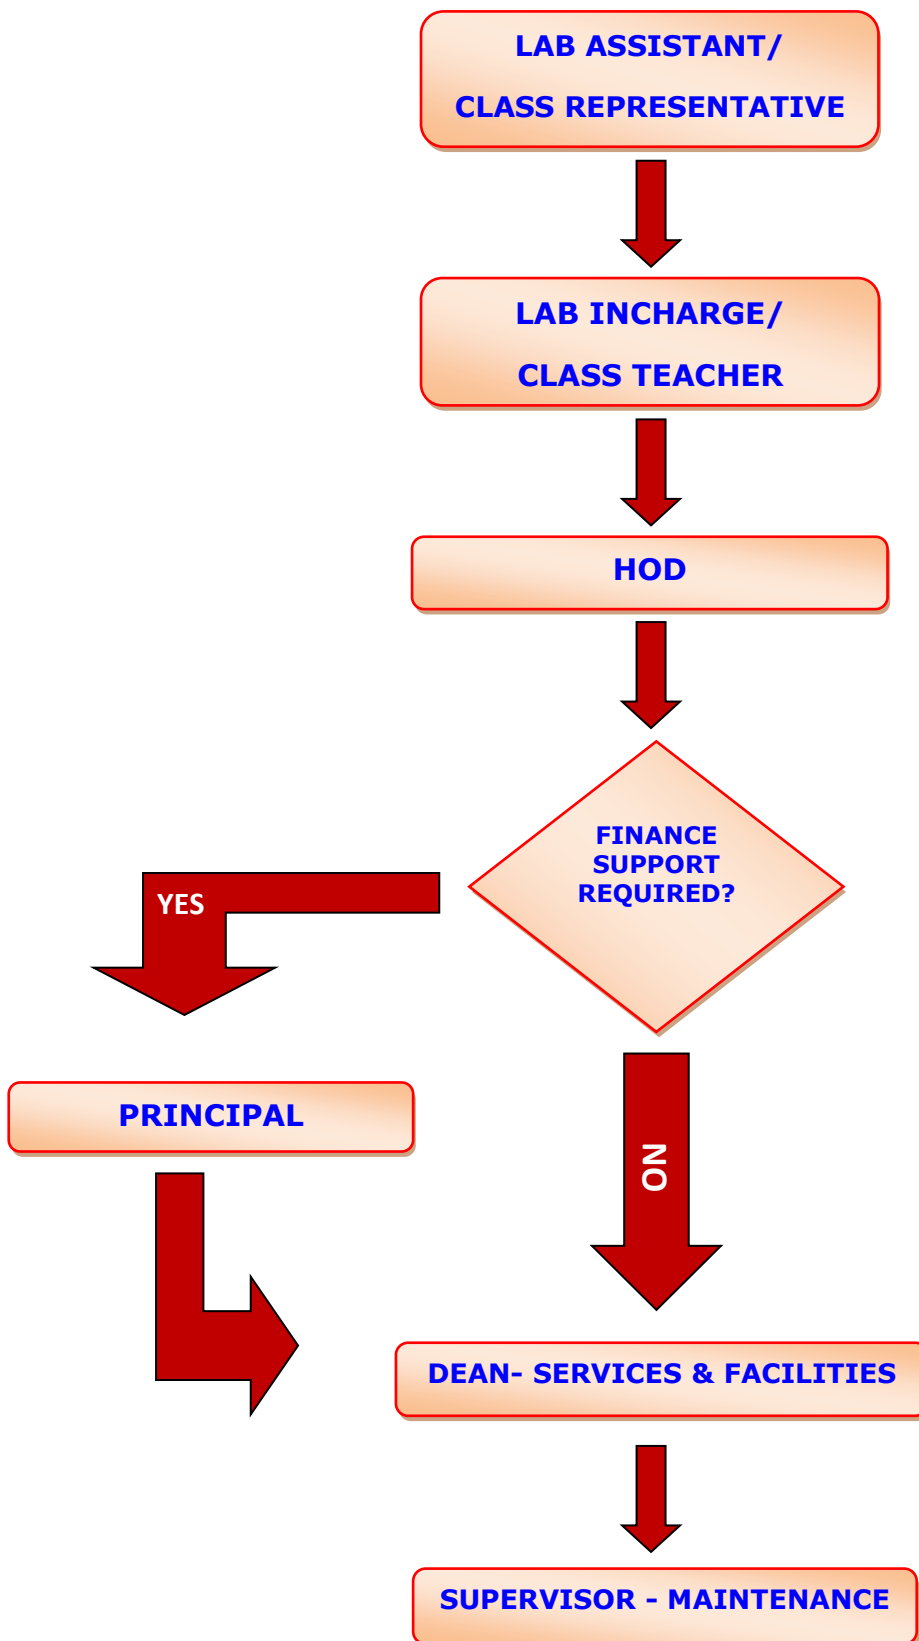 LAB ASSISTANT/
CLASS REPRESENTATIVE
LAB INCHARGE/
CLASS TEACHER
HOD
FINANCE
SUPPORT
REQUIRED?
YES
NO
PRINCIPAL
DEAN- SERVICES & FACILITIES
SUPERVISOR - MAINTENANCE